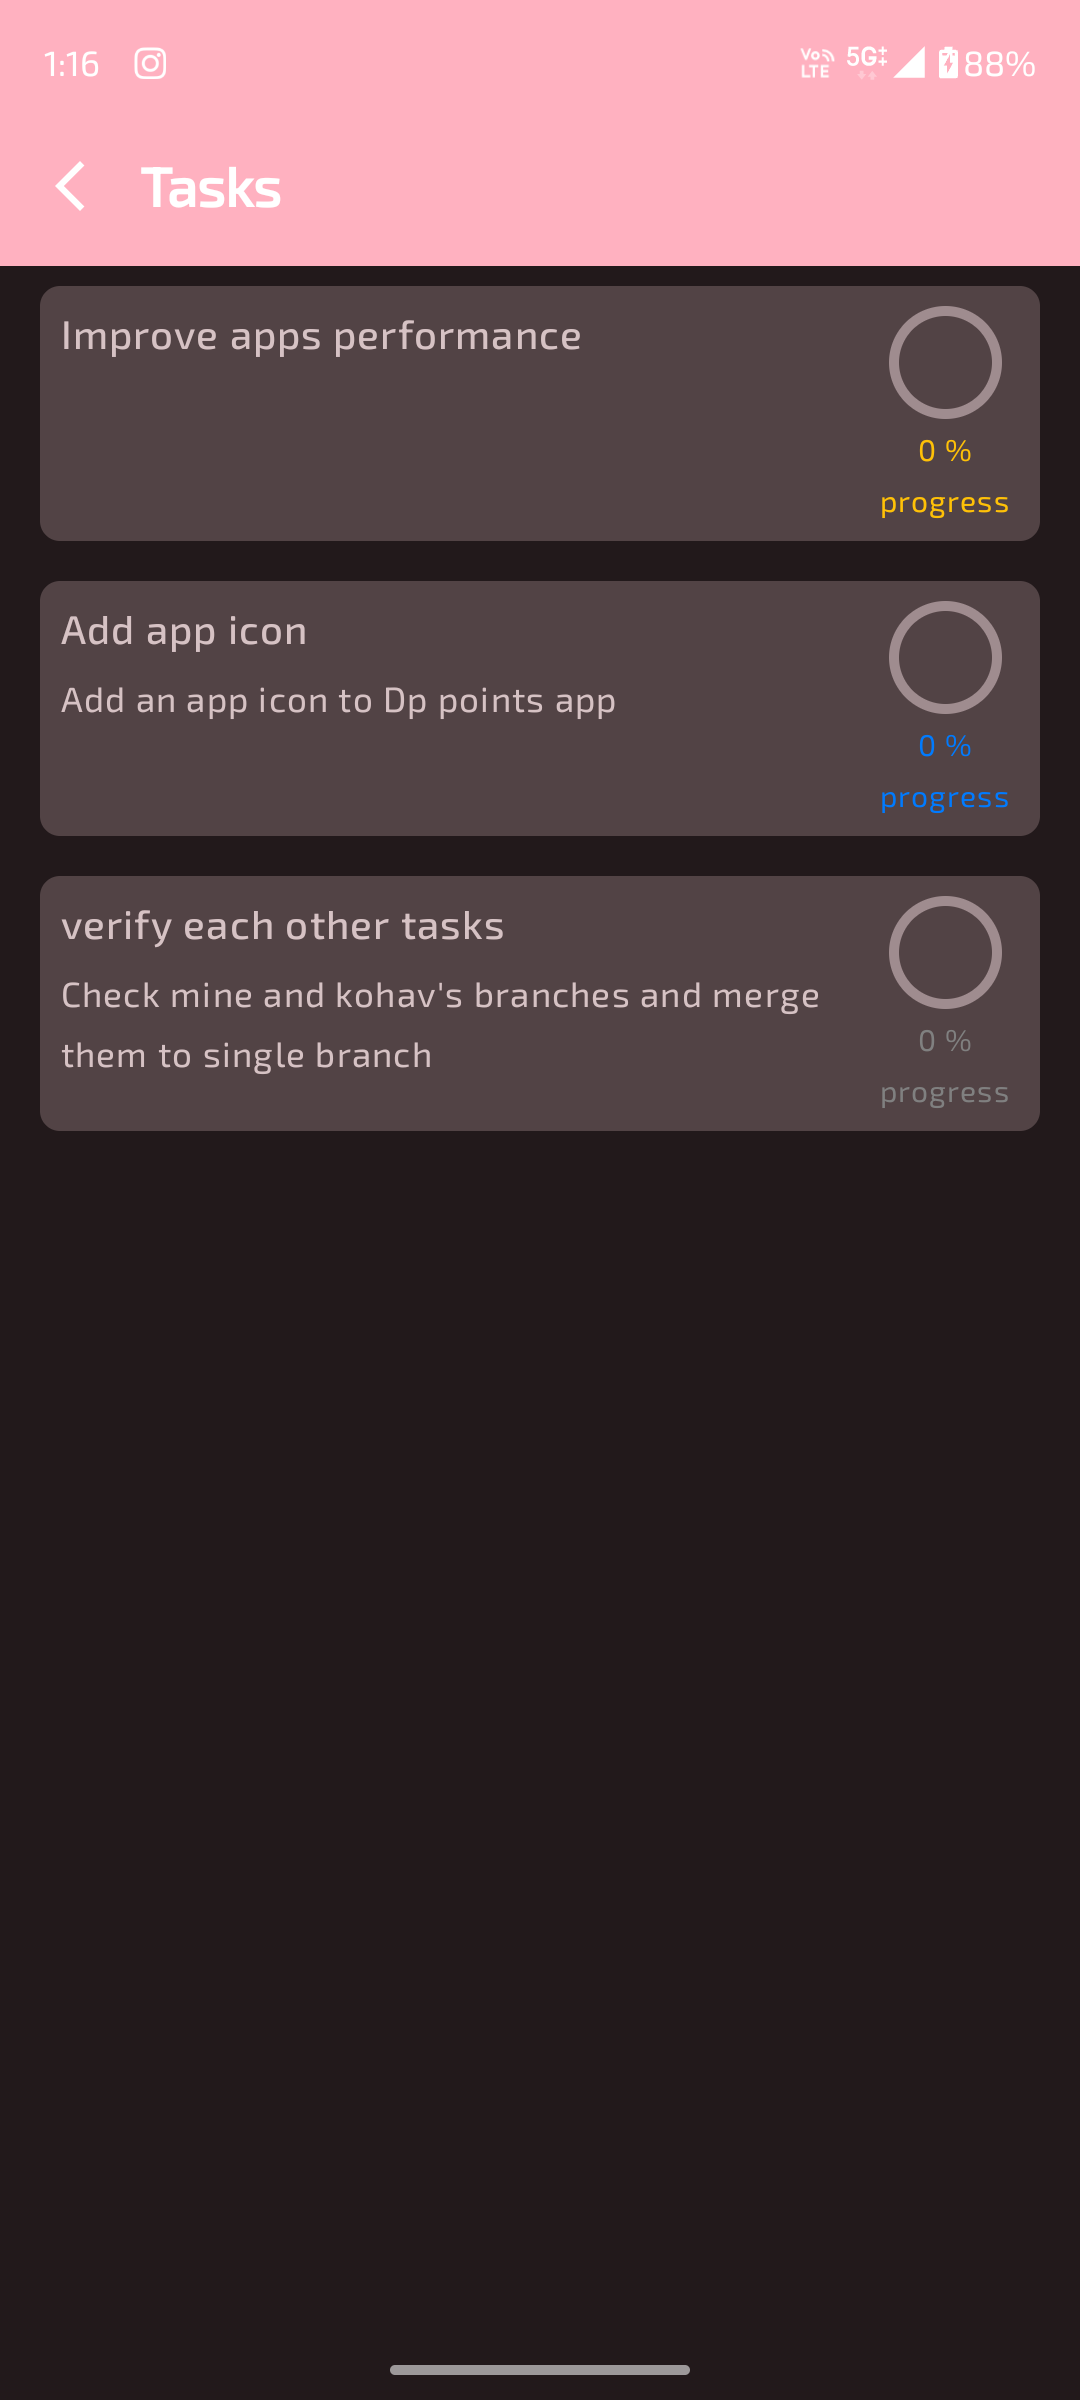 1:16 Vo LTE 5G 88%
Tasks
Improve apps performance
0 %
progress
Add app icon
Add an app icon to Dp points app
0 %
progress
verify each other tasks
Check mine and kohav's branches and merge
them to single branch
0 %
progress